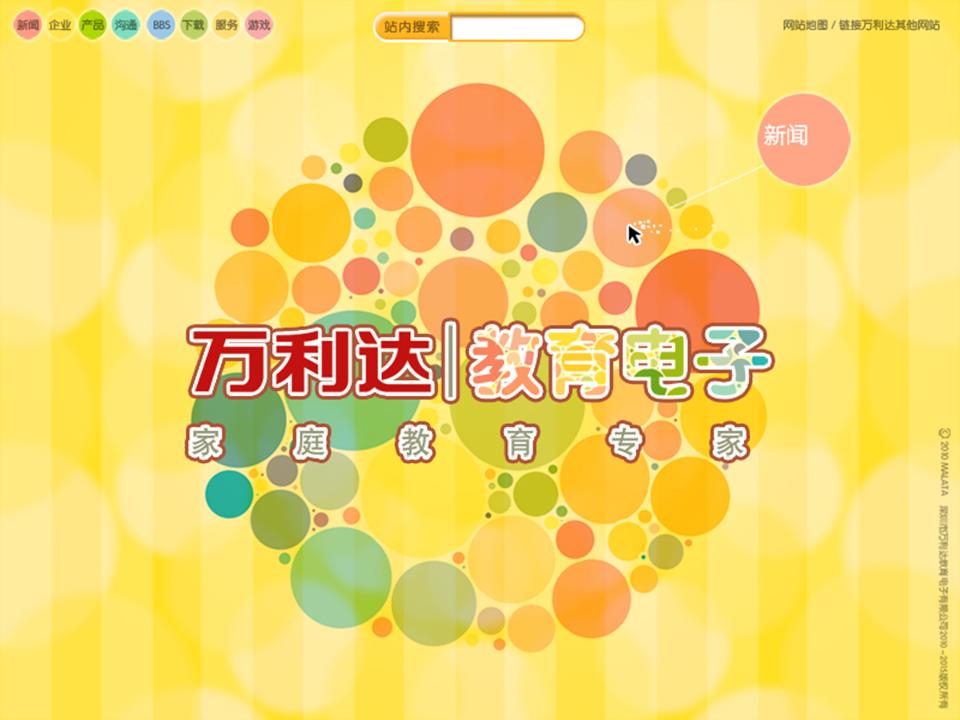 新闻 企业 产品 沟通 BBS 下载 服务 游戏
站内搜索
网站地图 / 链接万利达其他网站
新闻
万利达|教育电子
家庭教育专家
© 2010 MALATA 深圳市万利达教育电子有限公司2010-2015版权所有